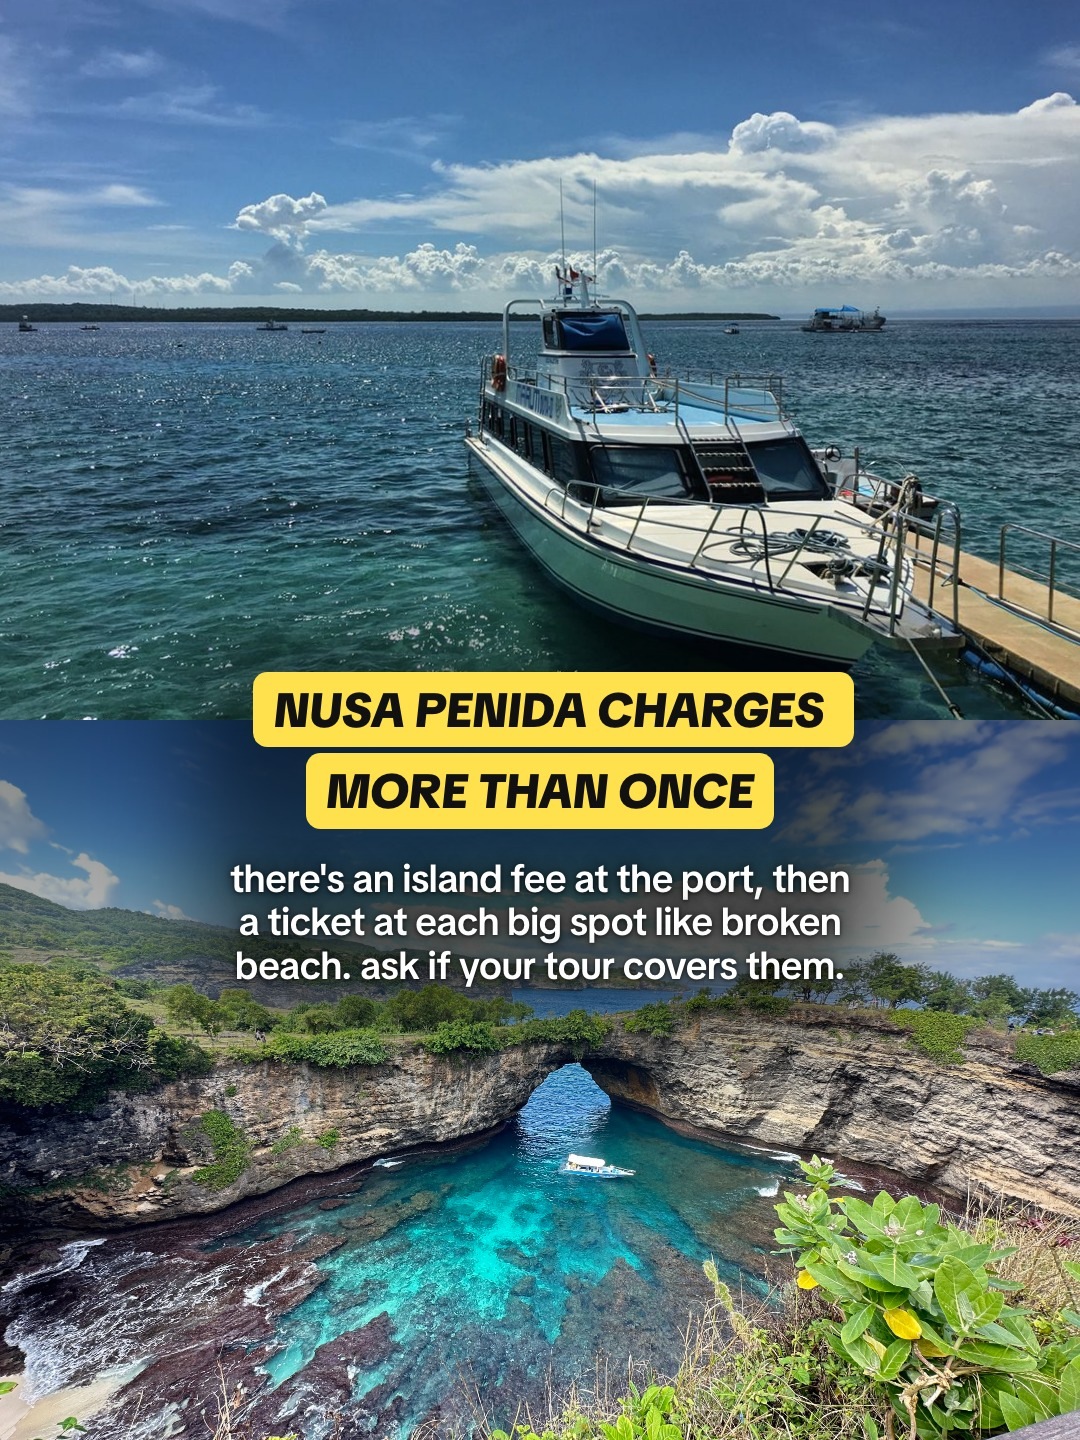 NUSA PENIDA CHARGES
MORE THAN ONCE
there's an island fee at the port, then
a ticket at each big spot like broken
beach. ask if your tour covers them.